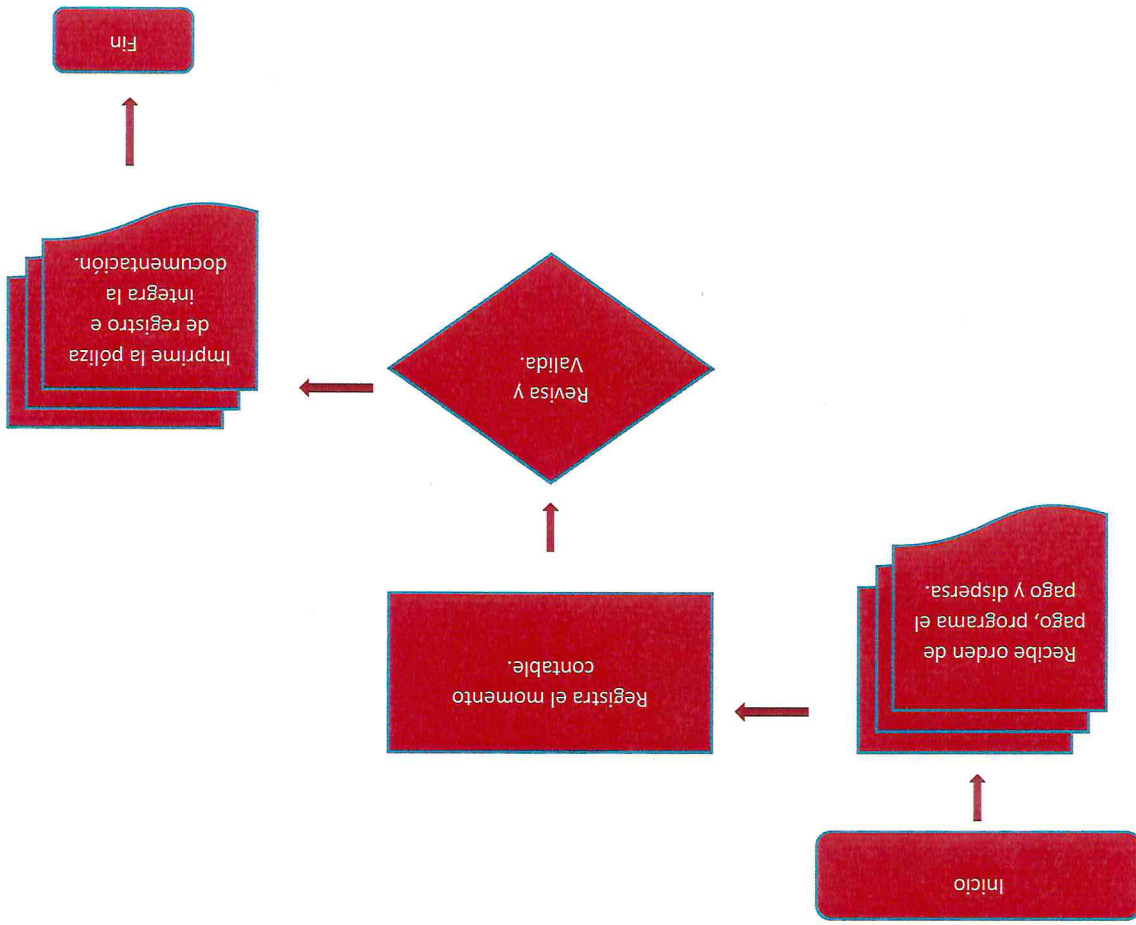 Inicio
Recibe orden de
pago, programa el
pago y dispersa.
Registra el momento
contable.
Revisa y
Valida.
Imprime la póliza
de registro e
integra la
documentación.
Fin